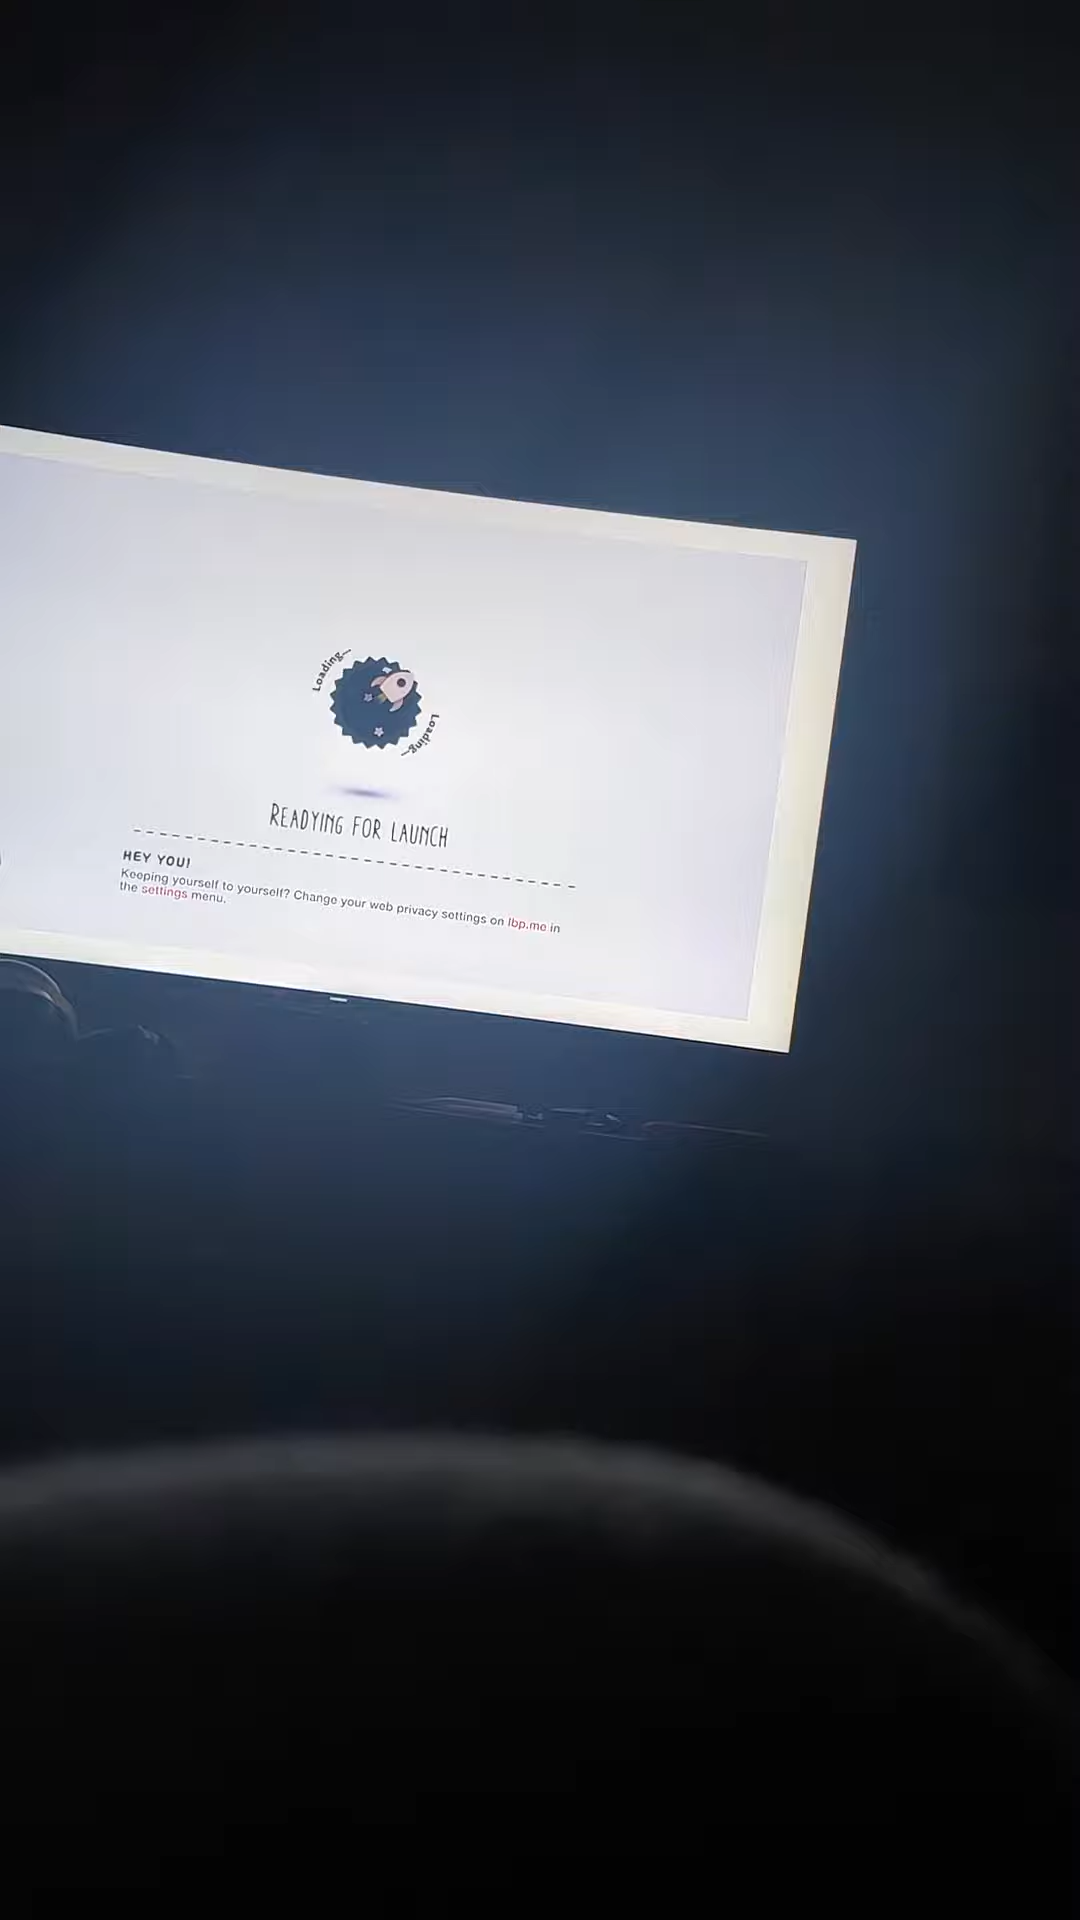 Loading...
Loading...
READYING FOR LAUNCH
HEY YOU!
Keeping yourself to yourself? Change your web privacy settings on lbp.me in
the settings menu.